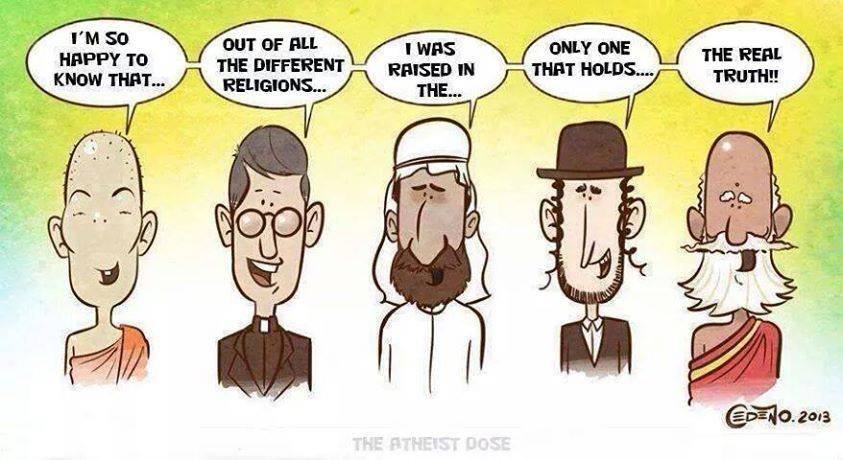 I'M SO
HAPPY TO
KNOW THAT...
OUT OF ALL
THE DIFFERENT
RELIGIONS...
I WAS
RAISED IN
THE...
ONLY ONE
THAT HOLDS....
THE REAL
TRUTH!!
CEDENO.2013
THE ATHEIST DOSE